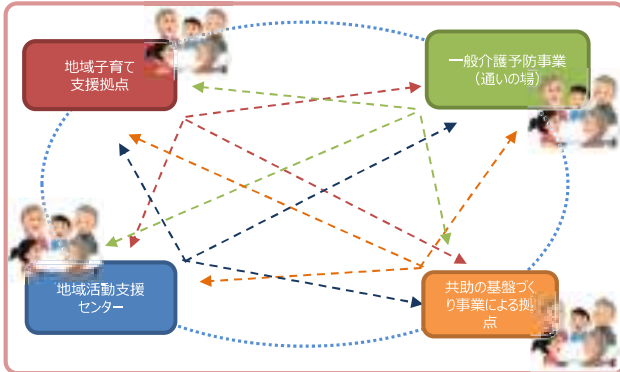 地域子育て
支援拠点
一般介護予防事業
（通いの場）
地域活動支援
センター
共助の基盤づく
り事業による拠
点